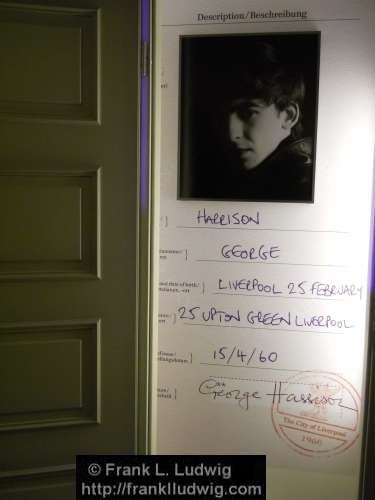 Description/Beschreibung
HARRISON
GEORGE
LIVERPOOL 25 FEBRUARY
25 UPTON GREEN LIVERPOOL
15/4/60
George Harrison
The City of Liverpool
1960
© Frank L. Ludwig
http://franklludwig.com